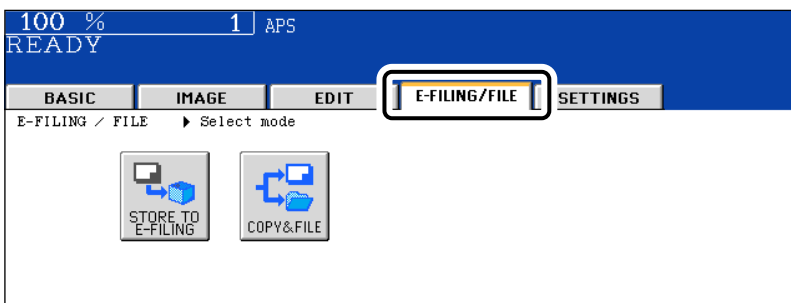 100 % 1 APS
READY
BASIC IMAGE EDIT E-FILING/FILE SETTINGS
E-FILING / FILE ▶ Select mode
STORE TO
E-FILING
COPY&FILE